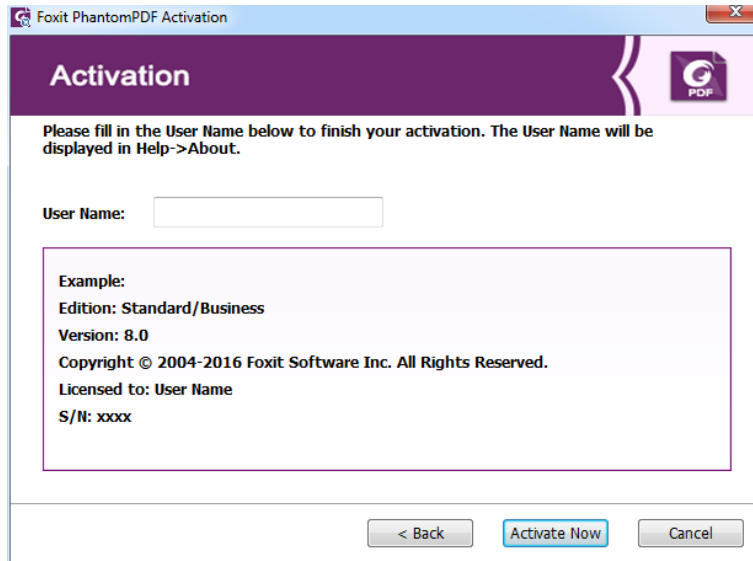 Foxit PhantomPDF Activation
Activation
PDF
Please fill in the User Name below to finish your activation. The User Name will be
displayed in Help->About.
User Name:
Example:
Edition: Standard/Business
Version: 8.0
Copyright © 2004-2016 Foxit Software Inc. All Rights Reserved.
Licensed to: User Name
S/N: xxxx
< Back
Activate Now
Cancel